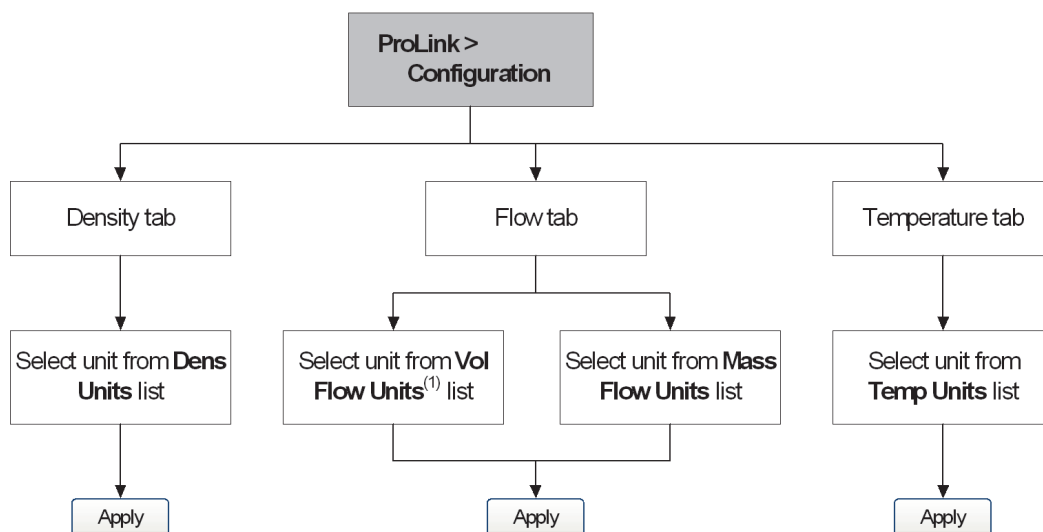 ProLink >
Configuration
Density tab
Flow tab
Temperature tab
Select unit from Dens
Units list
Select unit from Vol
Flow Units(1) list
Select unit from Mass
Flow Units list
Select unit from
Temp Units list
Apply
Apply
Apply